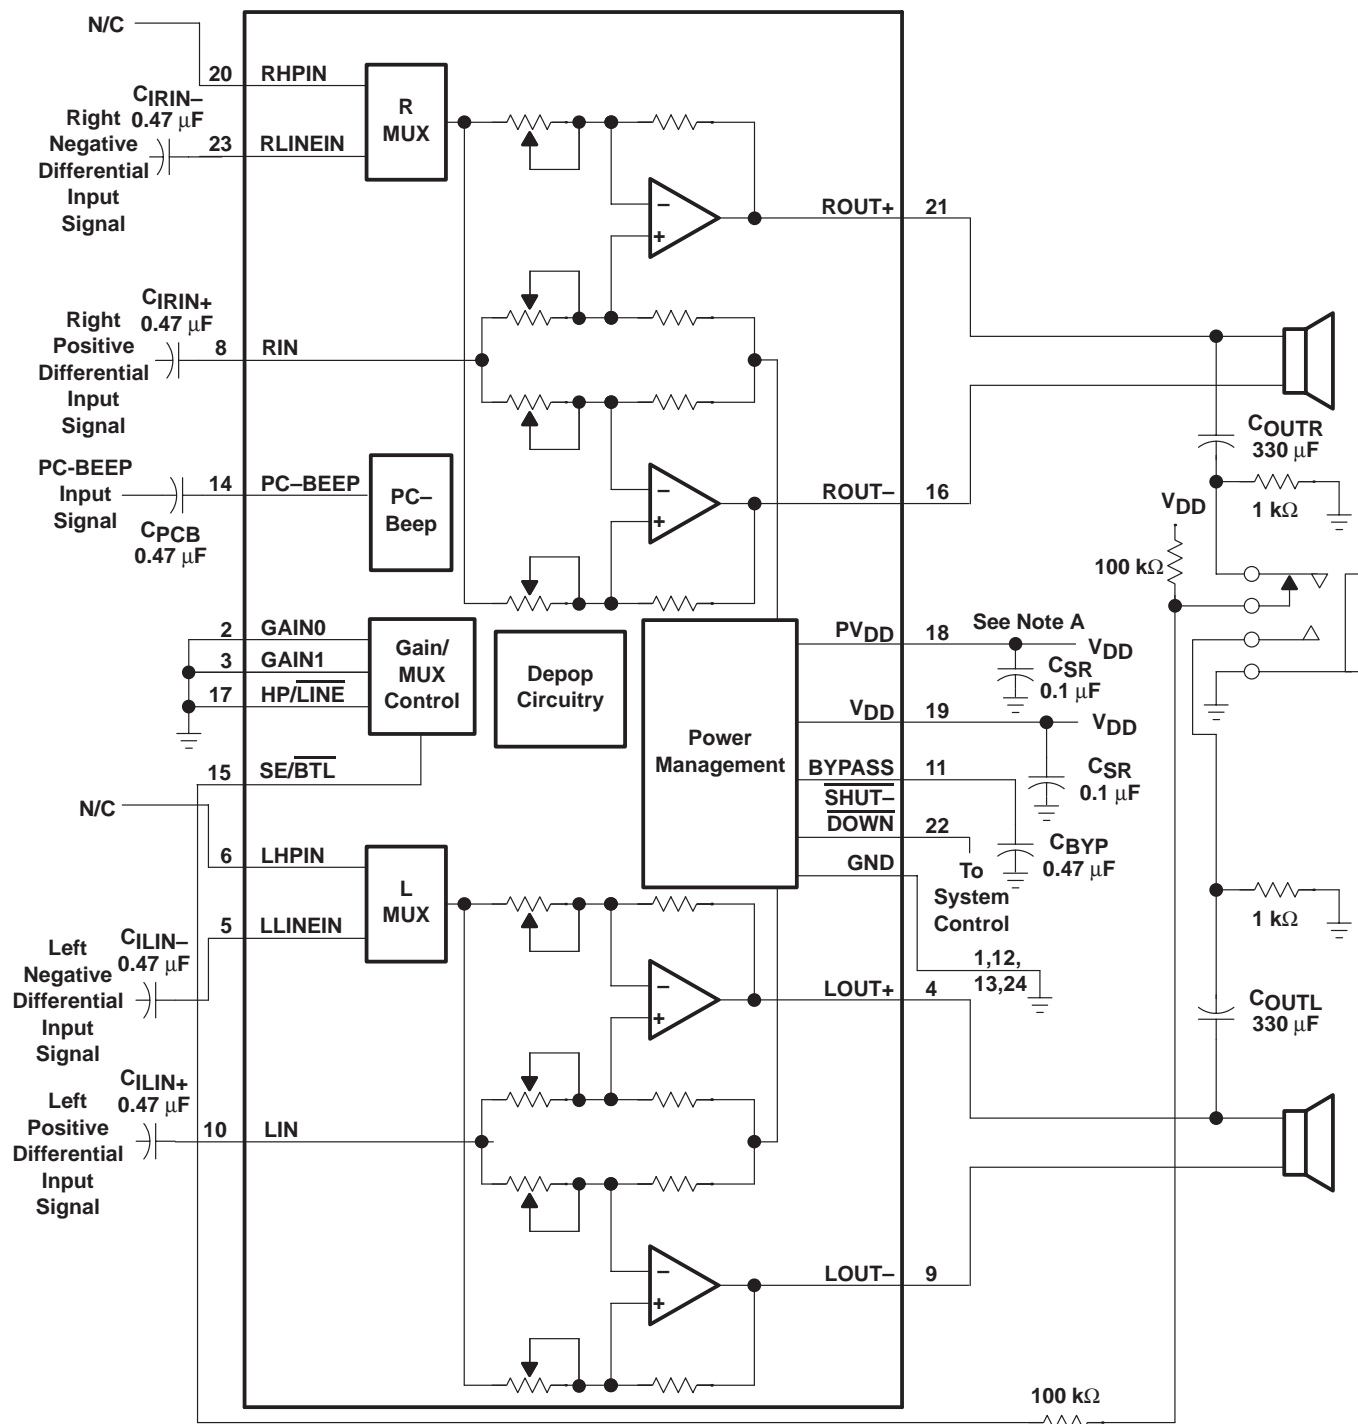 N/C
20 RHPIN
CIRIN–
0.47 μF
Right
Negative
Differential
Input
Signal
23 RLINEIN
R
MUX
ROUT+ 21
CIRIN+
0.47 μF
Right
Positive
Differential
Input
Signal
8 RIN
COUTR
330 μF
1 kΩ
PC-BEEP
Input
Signal
14 PC–BEEP
CPCB
0.47 μF
PC–
Beep
ROUT– 16
VDD
100 kΩ
2 GAIN0
3 GAIN1
17 HP/LINE
Gain/
MUX
Control
Depop
Circuitry
15 SE/BTL
Power
Management
PVDD 18
See Note A
VDD
CSR
0.1 μF
VDD 19
VDD
CSR
0.1 μF
BYPASS 11
SHUT–
DOWN 22
CBYP
0.47 μF
To
System
Control
GND
1,12,
13,24
N/C
6 LHPIN
5 LLINEIN
L
MUX
CILIN–
0.47 μF
Left
Negative
Differential
Input
Signal
1 kΩ
LOUT+ 4
COUTL
330 μF
CILIN+
0.47 μF
Left
Positive
Differential
Input
Signal
10 LIN
LOUT– 9
100 kΩ